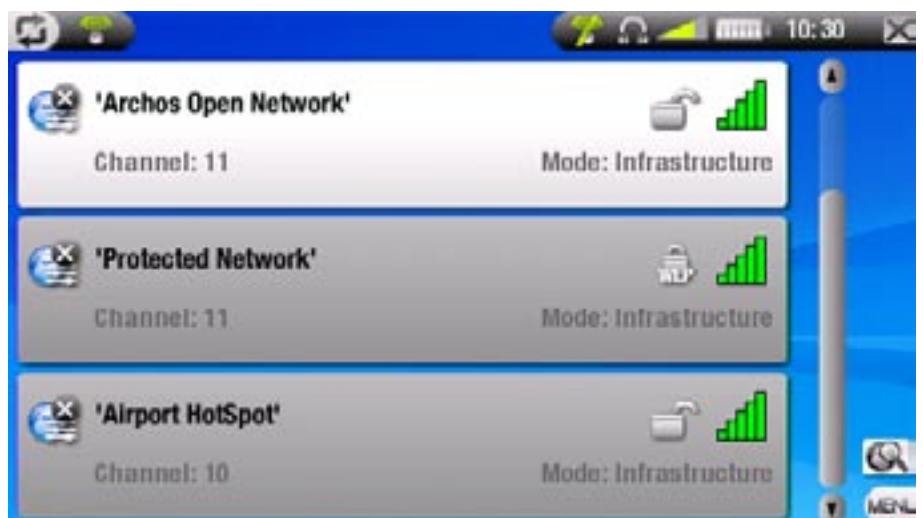 10:30
'Archos Open Network'
Channel: 11 Mode: Infrastructure
'Protected Network'
WEP
Channel: 11 Mode: Infrastructure
'Airport HotSpot'
Channel: 10 Mode: Infrastructure
MENU